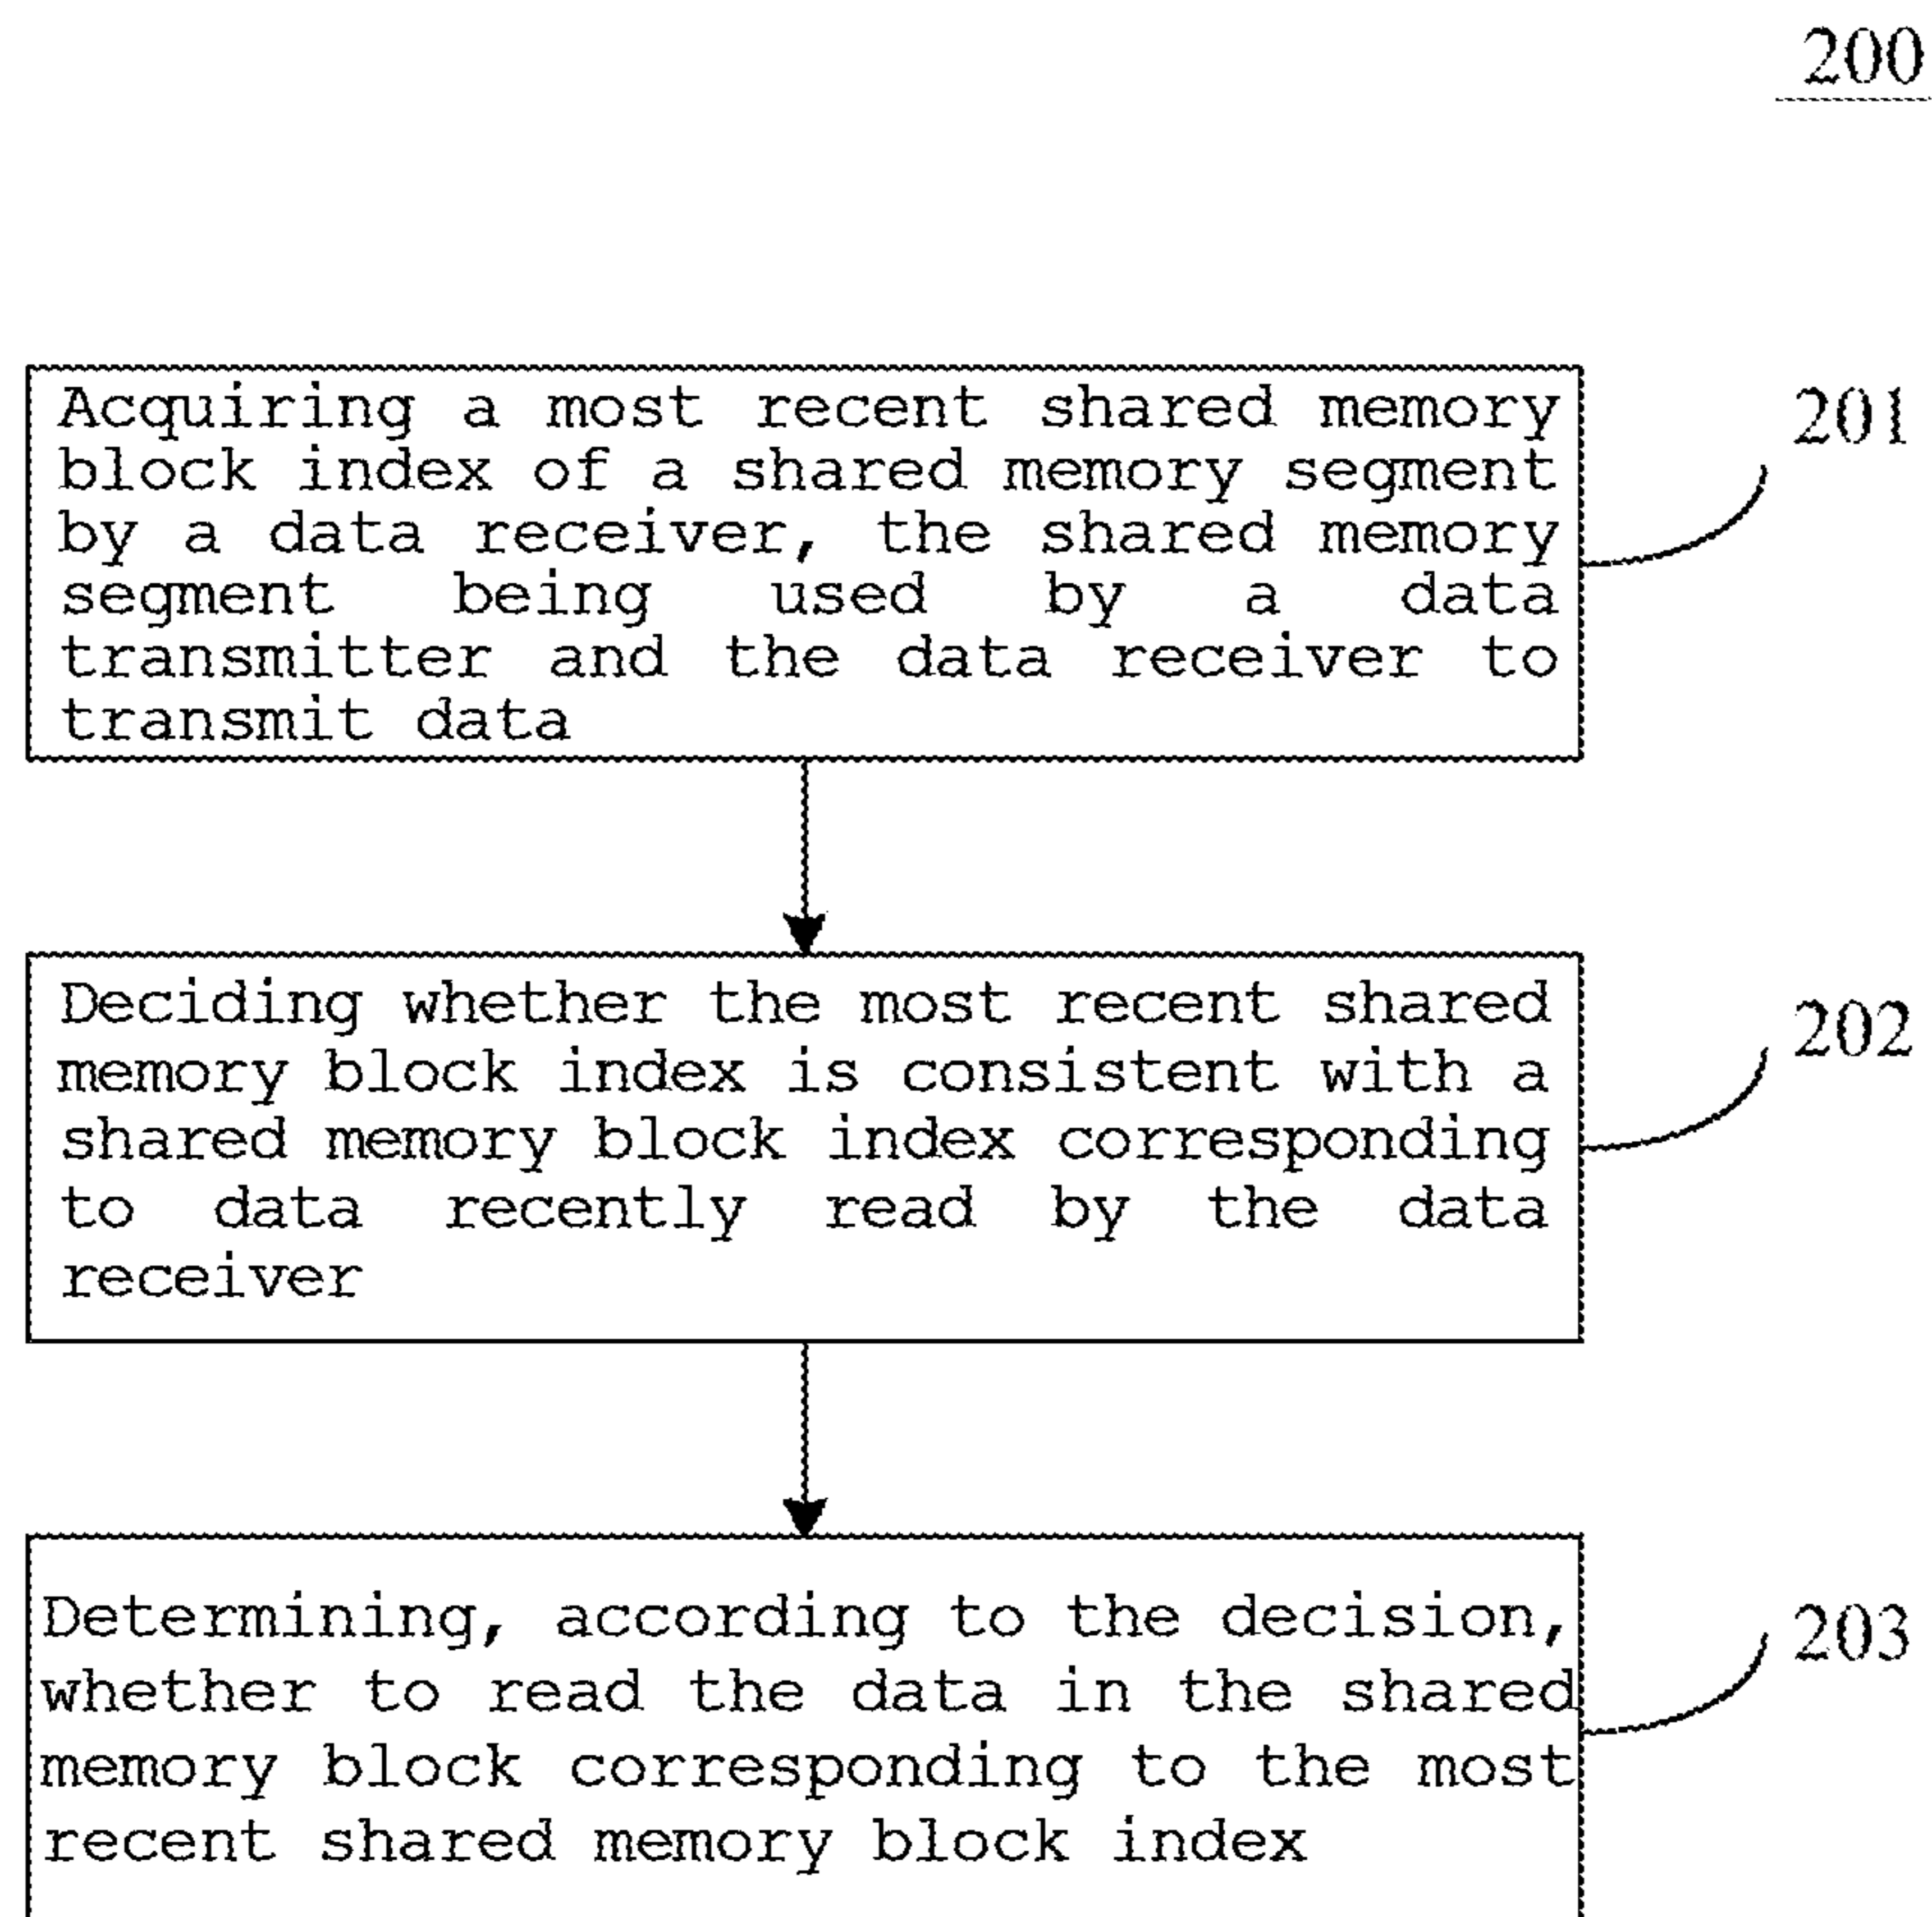 200
Acquiring a most recent shared memory
block index of a shared memory segment
by a data receiver, the shared memory
segment being used by a data
transmitter and the data receiver to
transmit data
201
Deciding whether the most recent shared
memory block index is consistent with a
shared memory block index corresponding
to data recently read by the data
receiver
202
Determining, according to the decision,
whether to read the data in the shared
memory block corresponding to the most
recent shared memory block index
203